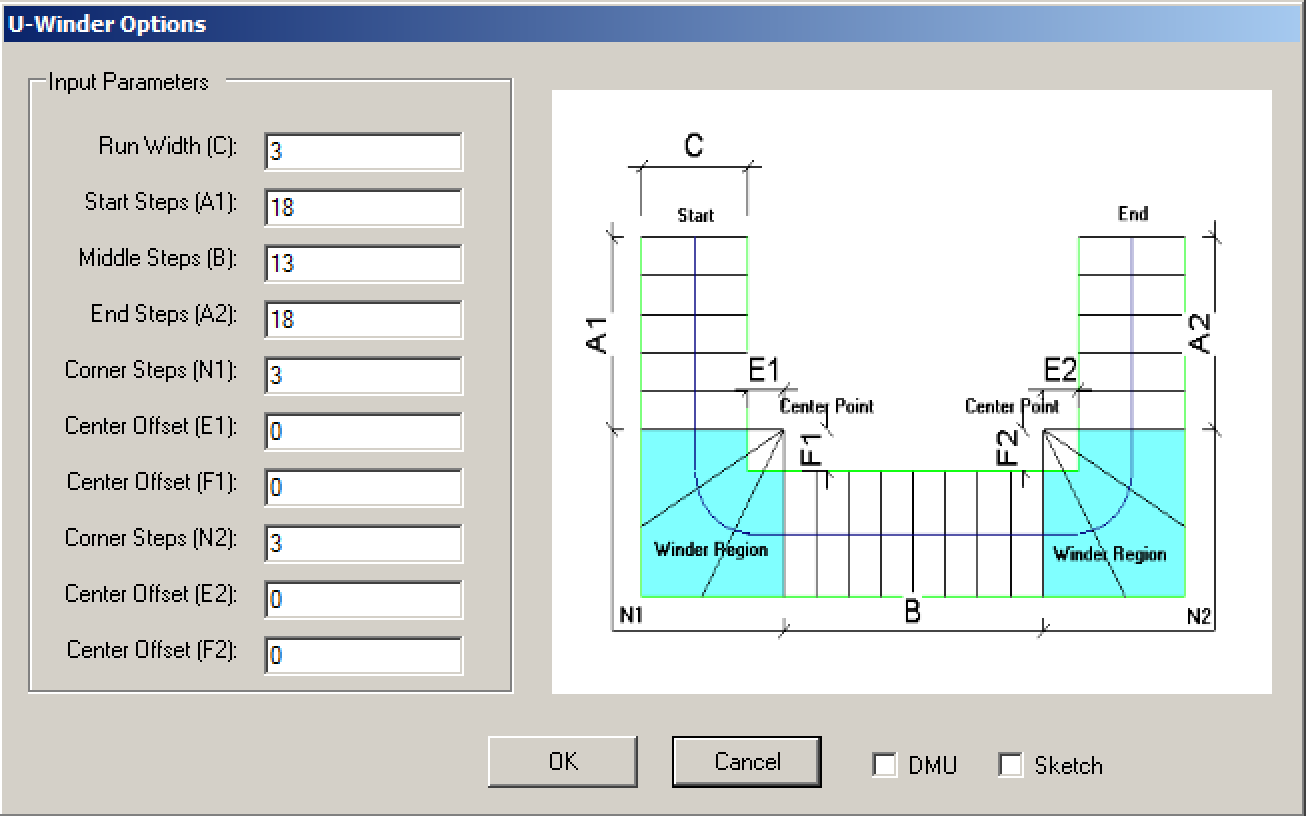 U-Winder Options
Input Parameters
Run Width (C): 3
Start Steps (A1): 18
Middle Steps (B): 13
End Steps (A2): 18
Corner Steps (N1): 3
Center Offset (E1): 0
Center Offset (F1): 0
Corner Steps (N2): 3
Center Offset (E2): 0
Center Offset (F2): 0
C
Start
End
A1
A2
E1
E2
Center Point
Center Point
F1
F2
Winder Region
Winder Region
N1
B
N2
OK
Cancel
DMU
Sketch